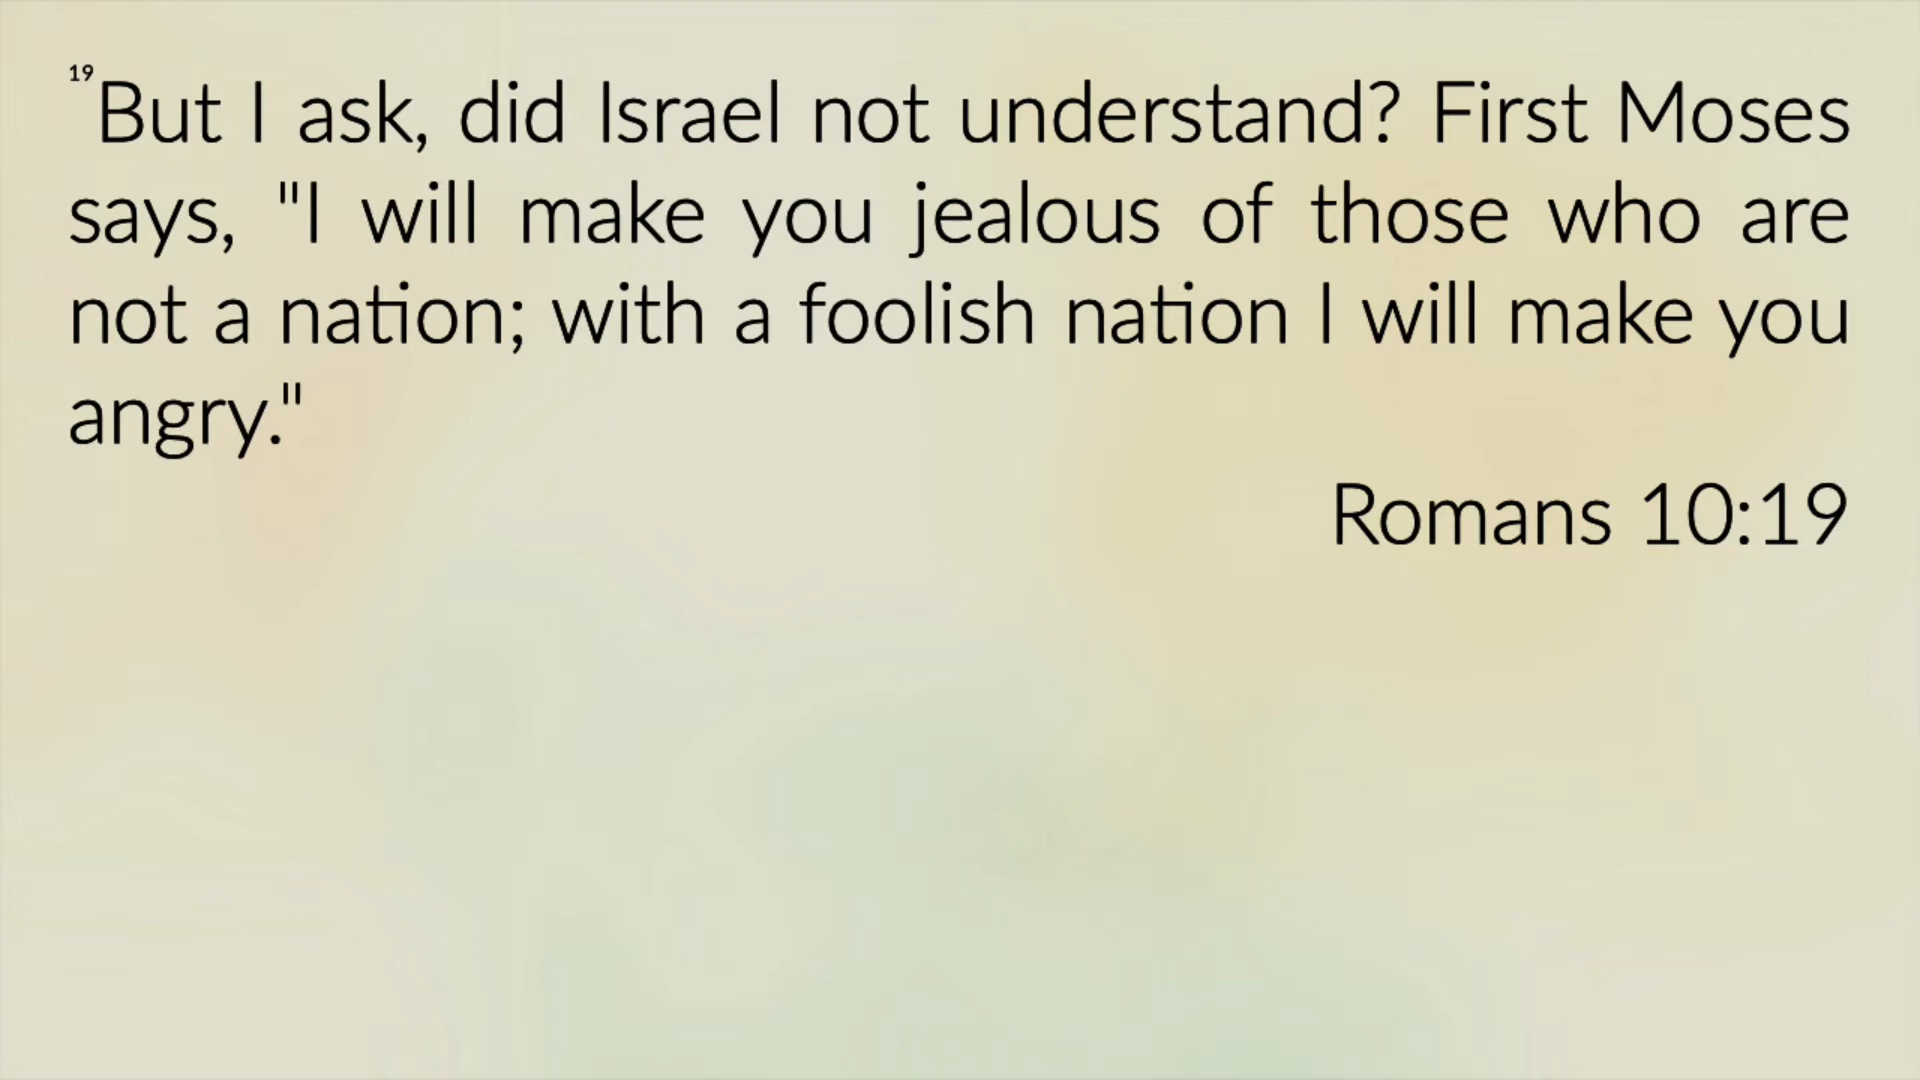 19 But I ask, did Israel not understand? First Moses
says, "I will make you jealous of those who are
not a nation; with a foolish nation I will make you
angry."
Romans 10:19